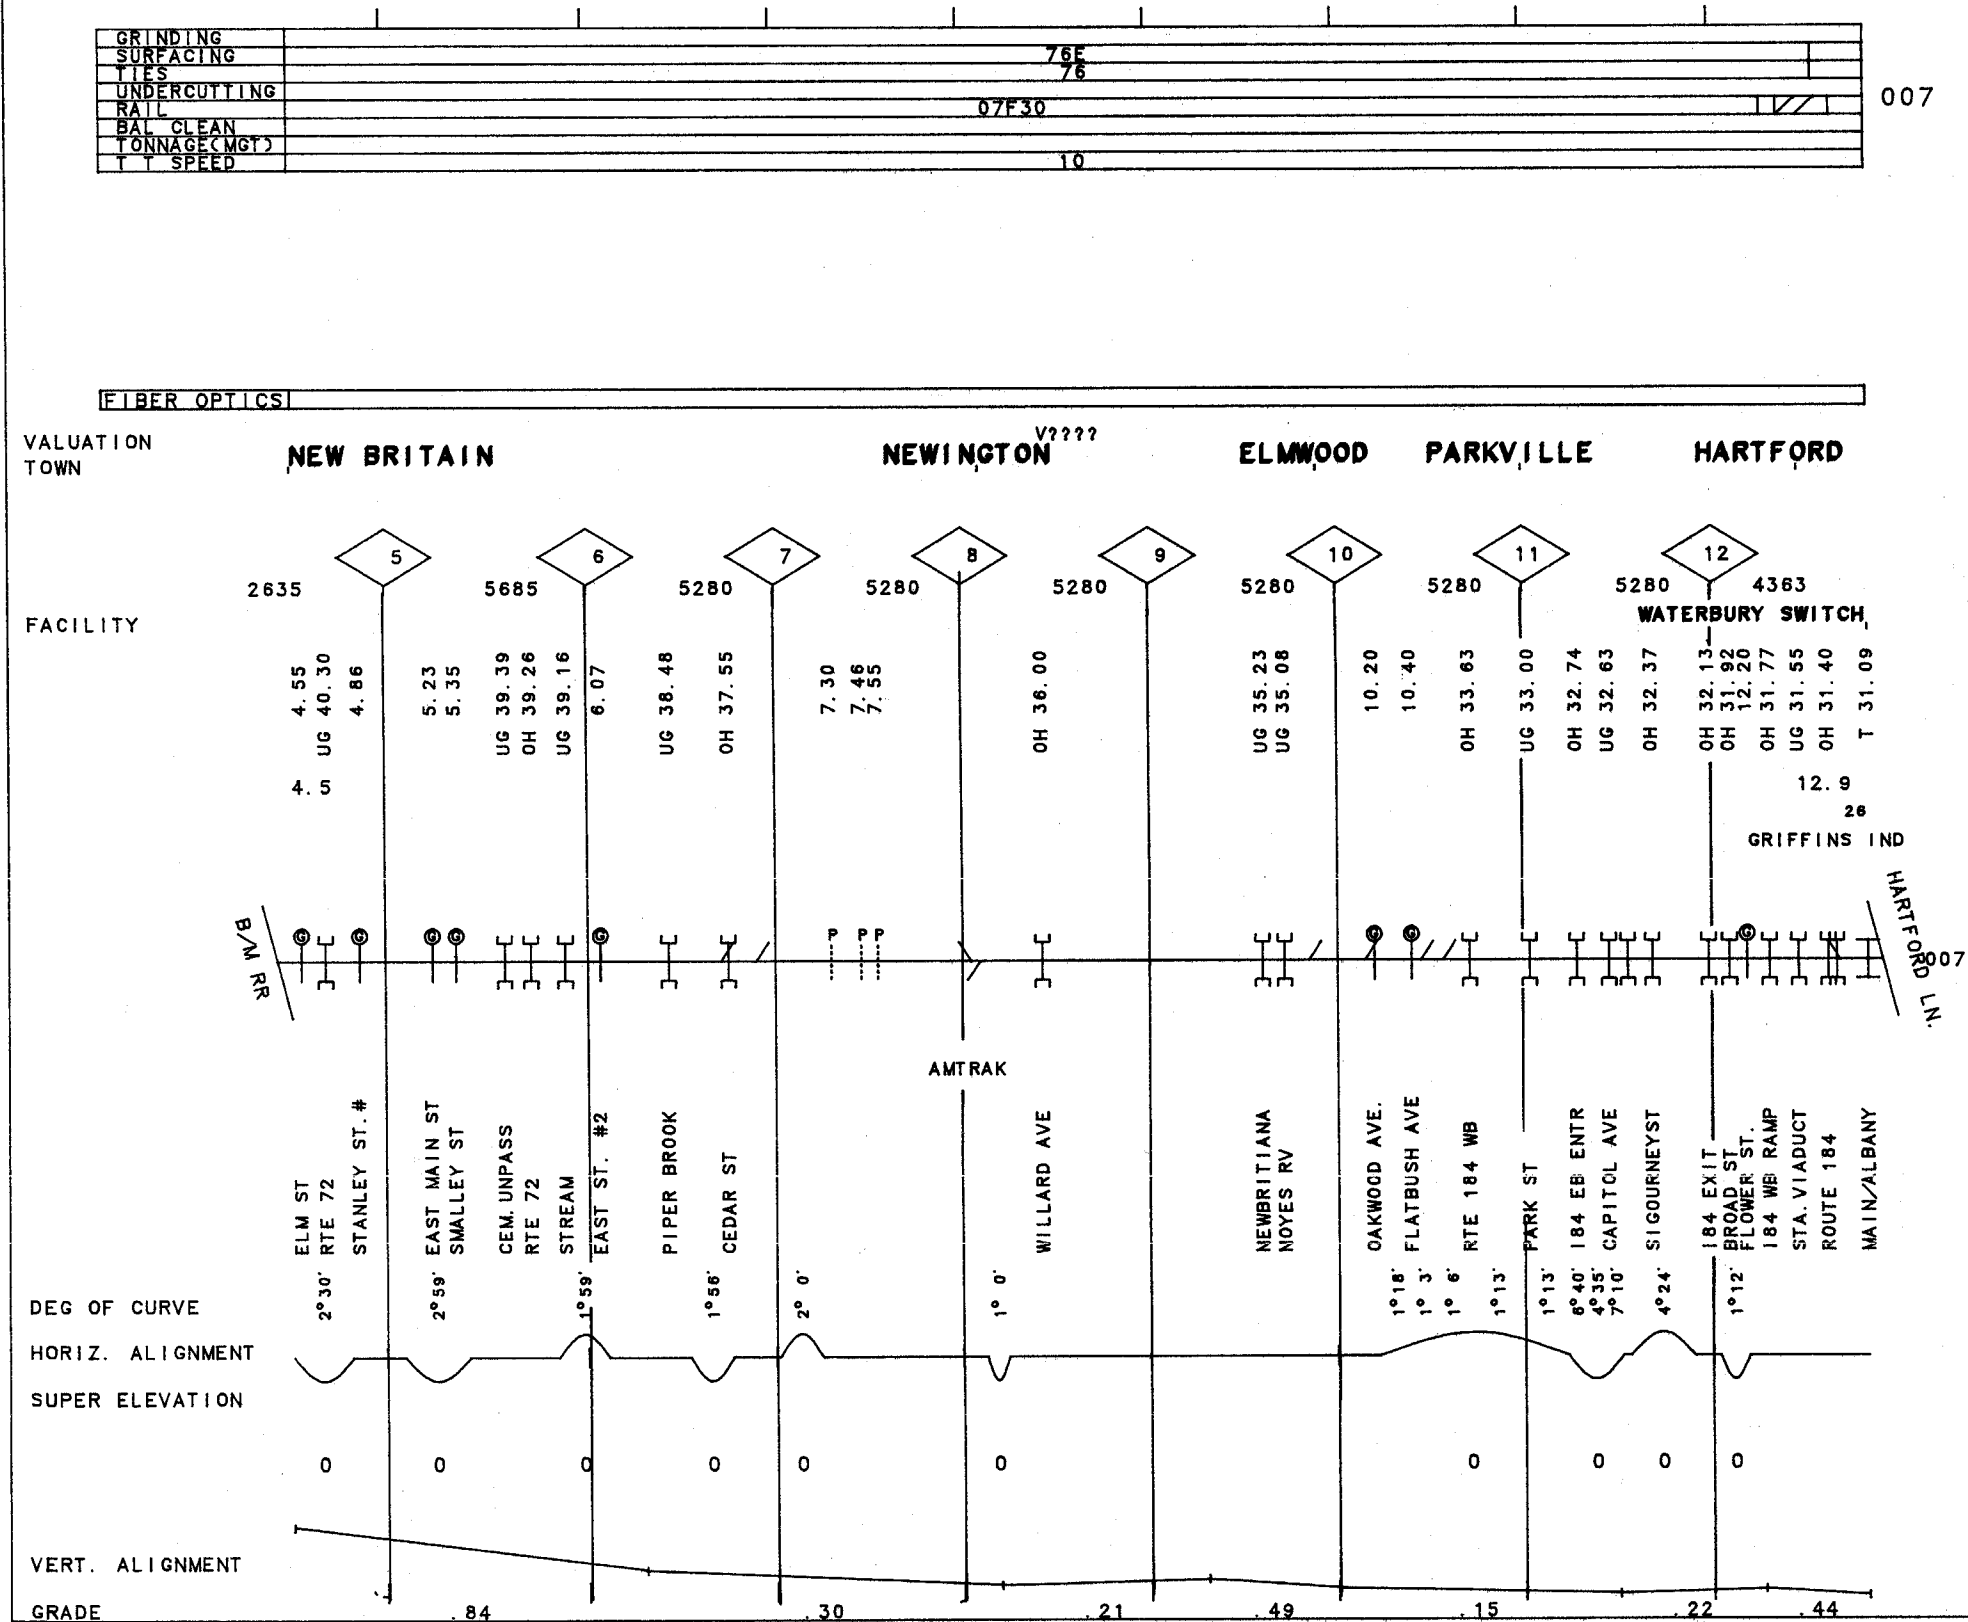 GRINDING
SURFACING 76E
TIES 76
UNDERCUTTING
RAIL 07F30
BAL CLEAN
TONNAGE(MGT)
T T SPEED 10
007
FIBER OPTICS
VALUATION V????
TOWN NEW BRITAIN NEWINGTON ELMWOOD PARKVILLE HARTFORD
5 6 7 8 9 10 11 12
2635 5685 5280 5280 5280 5280 5280 5280 4363
WATERBURY SWITCH
FACILITY
4.55
UG 40.30
4.86
5.23
5.35
UG 39.39
OH 39.26
UG 39.16
6.07
UG 38.48
OH 37.55
7.30
7.46
7.55
OH 36.00
UG 35.23
UG 35.08
10.20
10.40
OH 33.63
UG 33.00
OH 32.74
UG 32.63
OH 32.37
OH 32.13
OH 31.92
12.20
OH 31.77
UG 31.55
OH 31.40
T 31.09
4.5 12.9
26
GRIFFINS IND
B/M RR
G G G G G P P P G G G
HARTFORD LN.
007
AMTRAK
ELM ST
RTE 72
STANLEY ST.#
EAST MAIN ST
SMALLEY ST
CEM. UNPASS
RTE 72
STREAM
EAST ST. #2
PIPER BROOK
CEDAR ST
WILLARD AVE
NEWBRITIANA
NOYES RV
OAKWOOD AVE.
FLATBUSH AVE
RTE 184 WB
PARK ST
184 EB ENTR
CAPITOL AVE
SIGOURNEYST
184 EXIT
BROAD ST
FLOWER ST.
184 WB RAMP
STA. VIADUCT
ROUTE 184
MAIN/ALBANY
DEG OF CURVE
2°30'
2°59'
1°59'
1°56'
2° 0'
1° 0'
1°18'
1° 3'
1° 6'
1°13'
1°13'
4°35'
7°10'
4°24'
1°12'
HORIZ. ALIGNMENT
SUPER ELEVATION
0 0 0 0 0 0 0 0 0 0
VERT. ALIGNMENT
GRADE .84 .30 .21 .49 .15 .22 .44